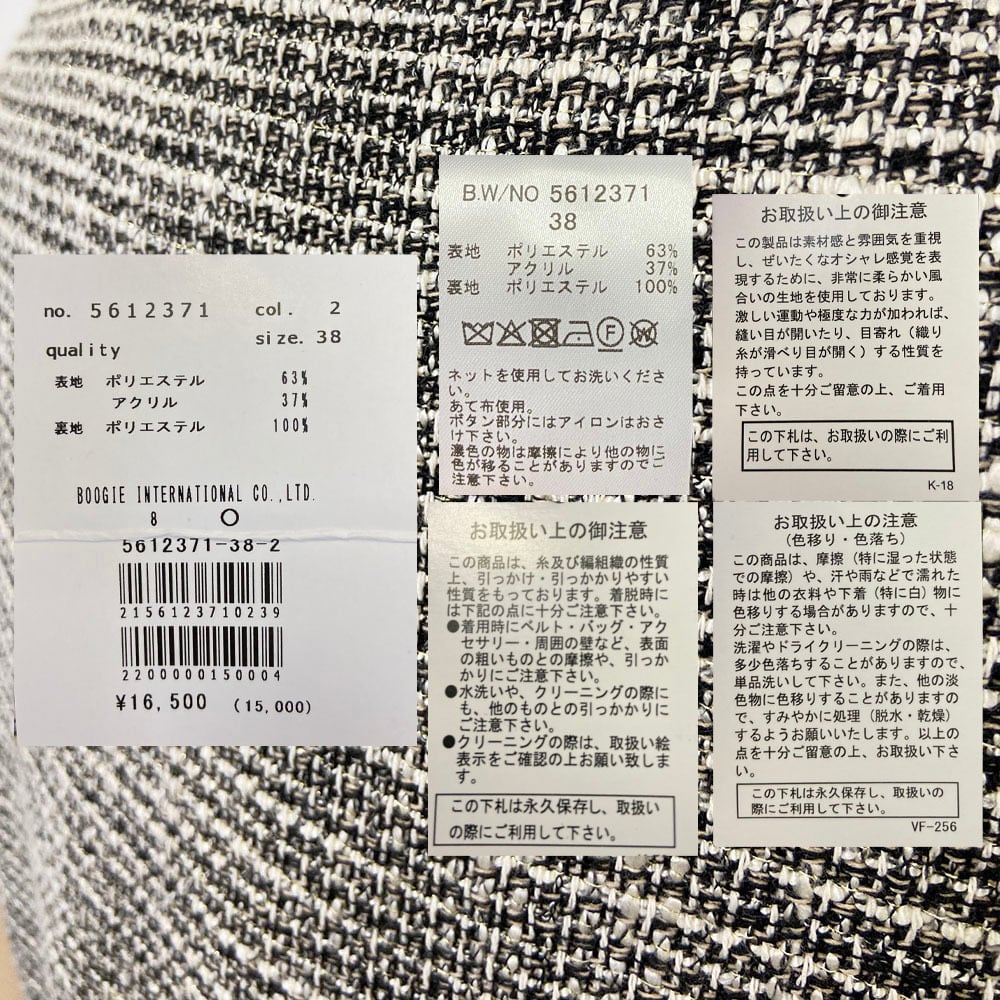 no. 5612371 col. 2
size. 38
quality
表地 ポリエステル 63%
アクリル 37%
裏地 ポリエステル 100%
BOOGIE INTERNATIONAL CO.,LTD.
8 ○
5612371-38-2
2156123710239
2200000150004
¥16,500 (15,000)
B.W/NO 5612371
38
表地 ポリエステル 63%
アクリル 37%
裏地 ポリエステル 100%
ネットを使用してお洗いくださ
い。
あて布使用。
ボタン部分にはアイロンはおさ
け下さい。
濃色の物は摩擦により他の物に
色が移ることがありますのでご
注意下さい。
お取扱い上の御注意
この製品は素材感と雰囲気を重視
し、ぜいたくなオシャレ感覚を表
現するために、非常に柔らかい風
合いの生地を使用しております。
激しい運動や極度な力が加われば、
縫い目が開いたり、目寄れ（織り
糸が滑べり目が開く）する性質を
持っています。
この点を十分ご留意の上、ご着用
下さい。
この下札は、お取扱いの際にご利
用して下さい。
K-18
お取扱い上の御注意
この商品は、糸及び編組織の性質
上、引っかけ・引っかかりやすい
性質をもっております。着脱時に
は下記の点に十分ご注意下さい。
●着用時にベルト・バッグ・アク
セサリー・周囲の壁など、表面
の粗いものとの摩擦や、引っか
かりにご注意下さい。
●水洗いや、クリーニングの際に
も、他のものとの引っかかりに
ご注意下さい。
●クリーニングの際は、取扱い絵
表示をご確認の上お願い致しま
す。
この下札は永久保存し、取扱い
の際にご利用して下さい。
お取扱い上の注意
（色移り・色落ち）
この商品は、摩擦（特に湿った状態
での摩擦）や、汗や雨などで濡れた
時は他の衣料や下着（特に白）物に
色移りする場合がありますので、十
分ご注意下さい。
洗濯やドライクリーニングの際は、
多少色落ちすることがありますので、
単品洗いして下さい。また、他の淡
色物に色移りすることがありますの
で、すみやかに処理（脱水・乾燥）
するようお願いいたします。以上の
点を十分ご注意の上、お取扱い下さ
い。
この下札は永久保存し、取扱いの
際にご利用して下さい。
VF-256